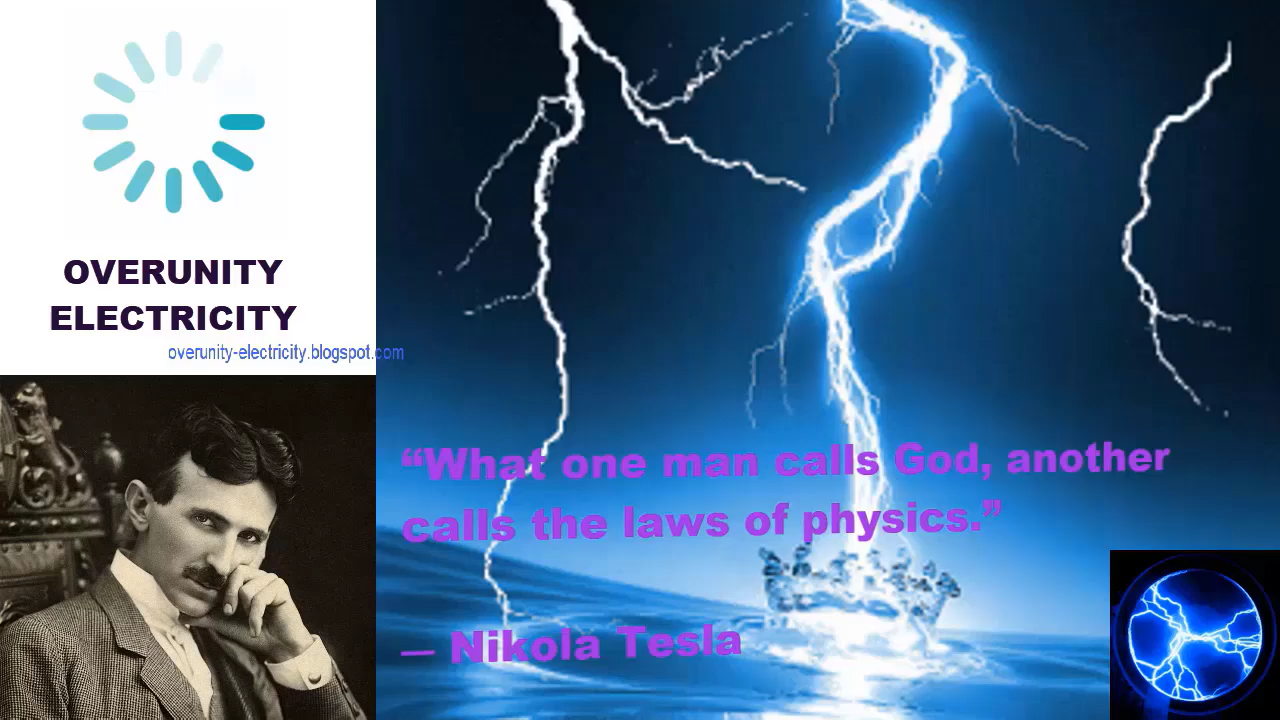 OVERUNITY
ELECTRICITY
overunity-electricity.blogspot.com
“What one man calls God, another
calls the laws of physics.”
— Nikola Tesla